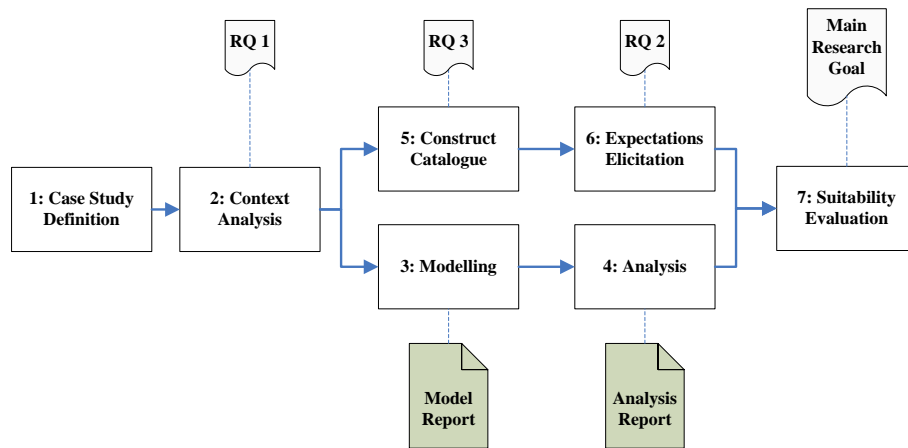 RQ 1
RQ 3
RQ 2
Main
Research
Goal
5: Construct
Catalogue
6: Expectations
Elicitation
1: Case Study
Definition
2: Context
Analysis
7: Suitability
Evaluation
3: Modelling
4: Analysis
Model
Report
Analysis
Report